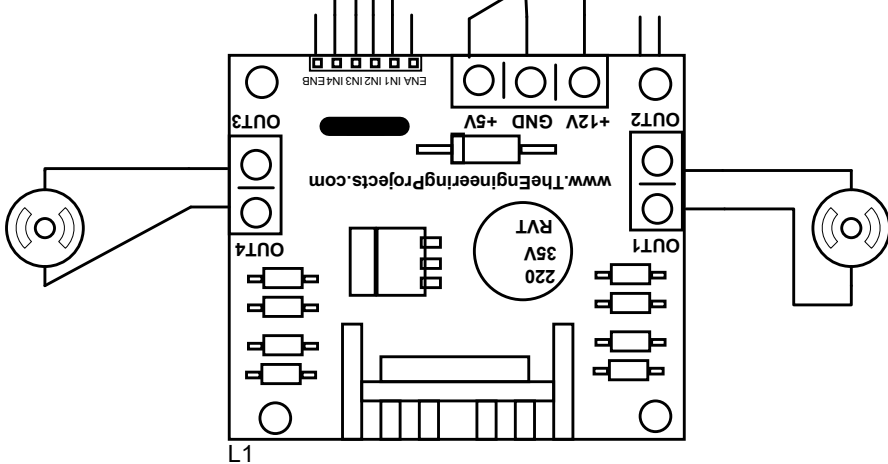 ENB IN4 IN3 IN2 IN1 ENA
+5V GND +12V
OUT3
OUT2
www.TheEngineeringProjects.com
OUT4
OUT1
RVT
35V
220
L1